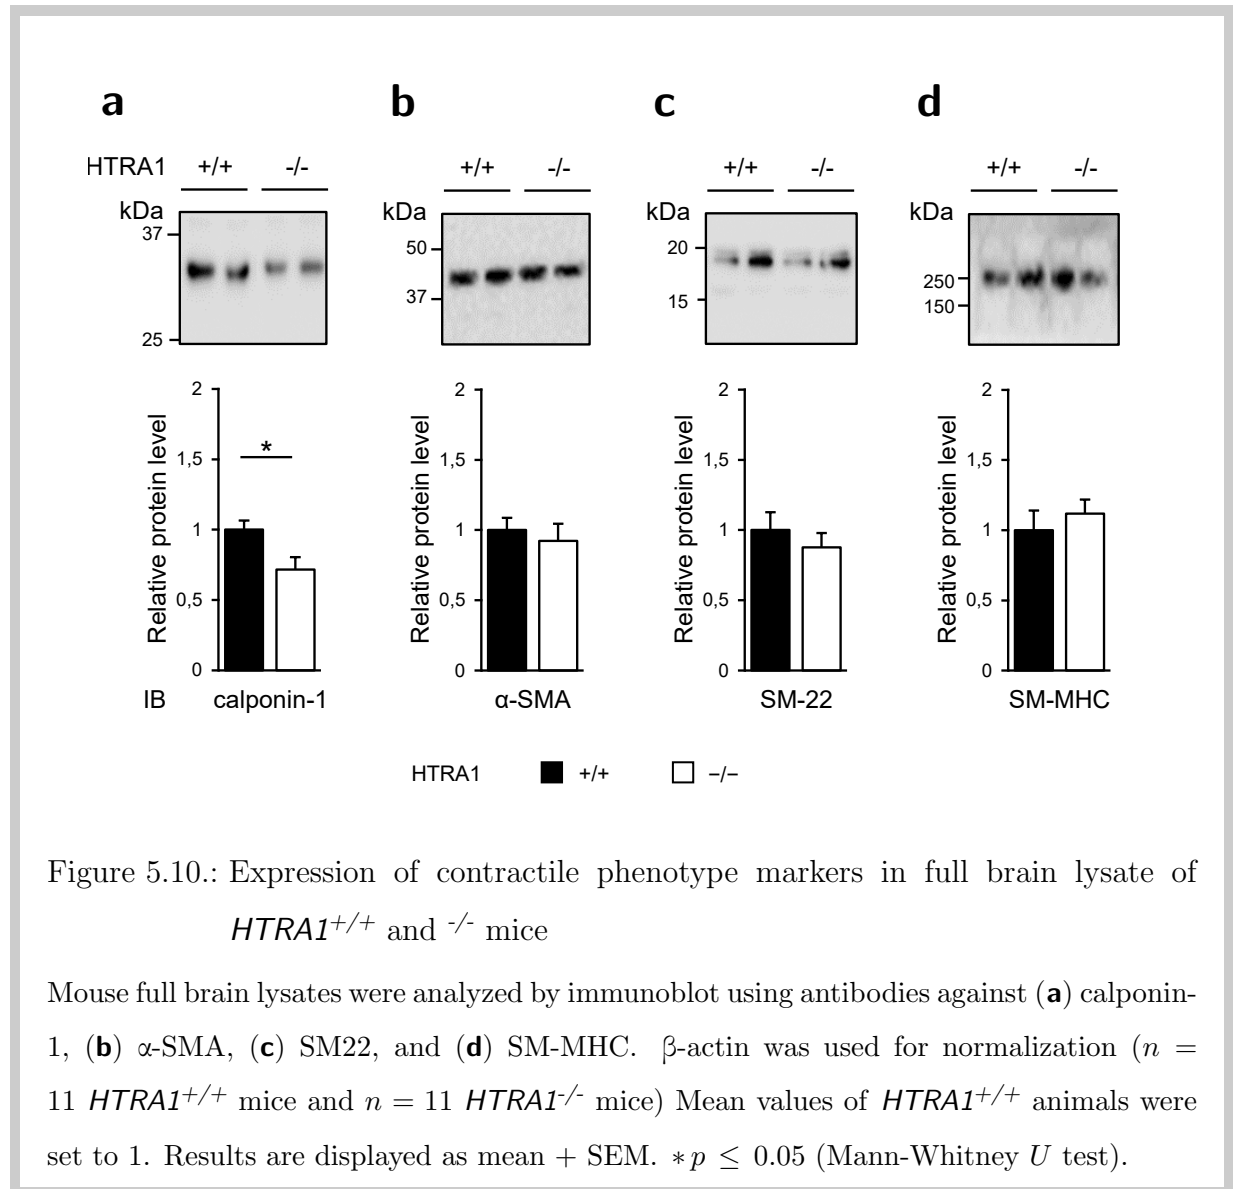 a b c d
HTRA1 +/+ -/- +/+ -/- +/+ -/- +/+ -/-
kDa kDa kDa kDa
37 50 20 250
25 37 15 150
2 2 2 2
1,5 1,5 1,5 1,5
*
1 1 1 1
0,5 0,5 0,5 0,5
0 0 0 0
Relative protein level Relative protein level Relative protein level Relative protein level
IB calponin-1 α-SMA SM-22 SM-MHC
HTRA1 +/+ −/−
Figure 5.10.: Expression of contractile phenotype markers in full brain lysate of
HTRA1+/+ and -/- mice
Mouse full brain lysates were analyzed by immunoblot using antibodies against (a) calponin-
1, (b) α-SMA, (c) SM22, and (d) SM-MHC. β-actin was used for normalization (n =
11 HTRA1+/+ mice and n = 11 HTRA1-/- mice) Mean values of HTRA1+/+ animals were
set to 1. Results are displayed as mean + SEM. ∗p ≤ 0.05 (Mann-Whitney U test).